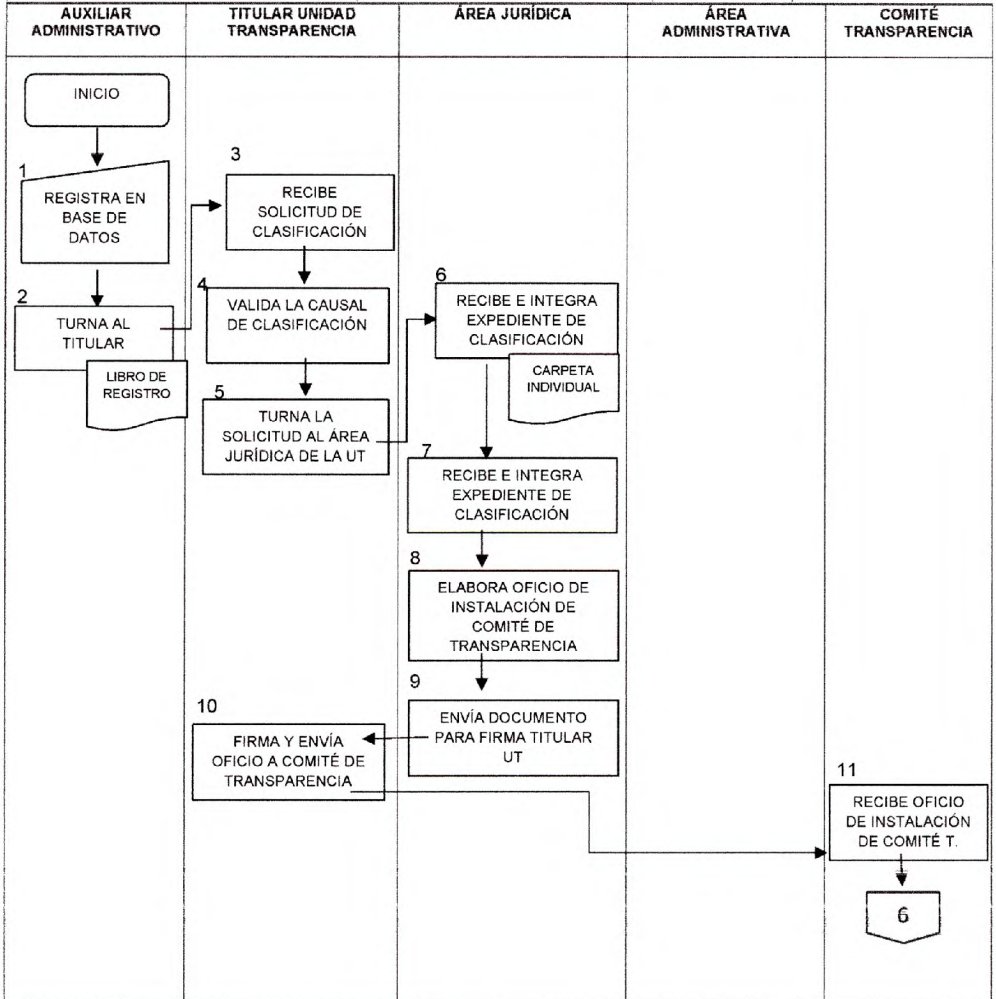 AUXILIAR
ADMINISTRATIVO
TITULAR UNIDAD
TRANSPARENCIA
ÁREA JURÍDICA
ÁREA
ADMINISTRATIVA
COMITÉ
TRANSPARENCIA
INICIO
1
REGISTRA EN
BASE DE
DATOS
2
TURNA AL
TITULAR
LIBRO DE
REGISTRO
3
RECIBE
SOLICITUD DE
CLASIFICACIÓN
4
VALIDA LA CAUSAL
DE CLASIFICACIÓN
5
TURNA LA
SOLICITUD AL ÁREA
JURÍDICA DE LA UT
6
RECIBE E INTEGRA
EXPEDIENTE DE
CLASIFICACIÓN
CARPETA
INDIVIDUAL
7
RECIBE E INTEGRA
EXPEDIENTE DE
CLASIFICACIÓN
8
ELABORA OFICIO DE
INSTALACIÓN DE
COMITÉ DE
TRANSPARENCIA
9
ENVÍA DOCUMENTO
PARA FIRMA TITULAR
UT
10
FIRMA Y ENVÍA
OFICIO A COMITÉ DE
TRANSPARENCIA
11
RECIBE OFICIO
DE INSTALACIÓN
DE COMITÉ T.
6